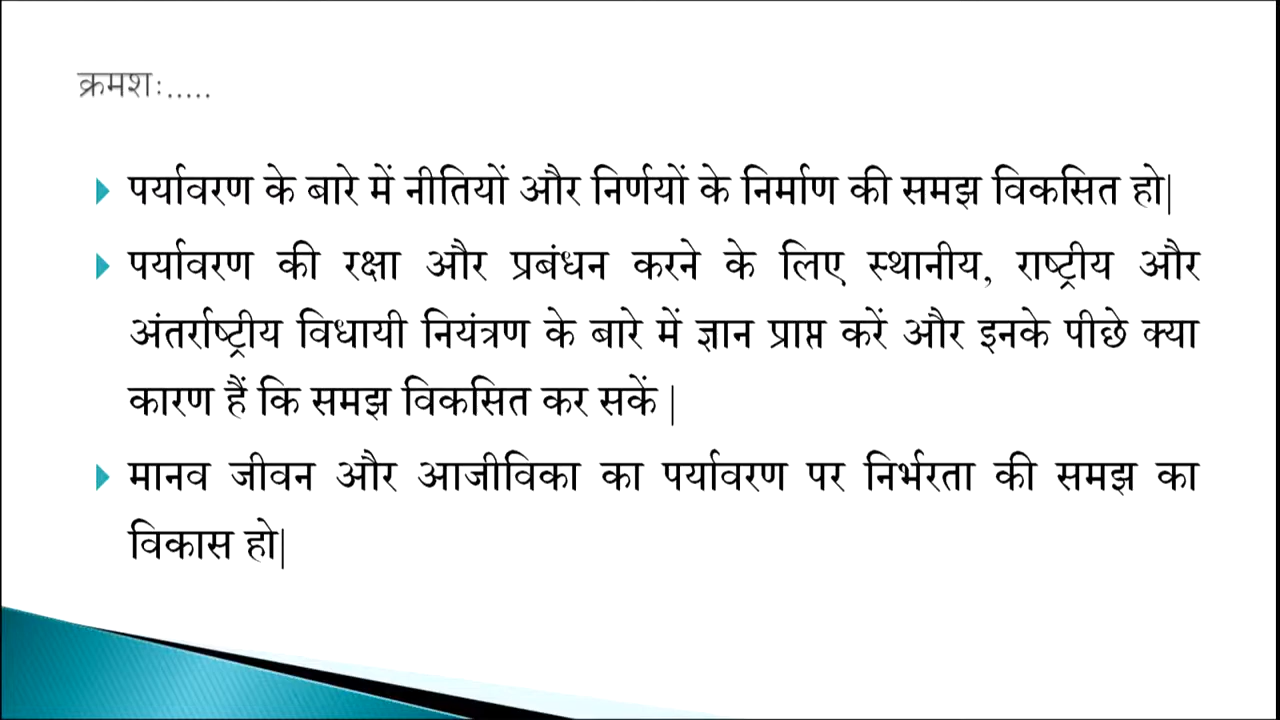 क्रमशः.....
पर्यावरण के बारे में नीतियों और निर्णयों के निर्माण की समझ विकसित हो|
पर्यावरण की रक्षा और प्रबंधन करने के लिए स्थानीय, राष्ट्रीय और
अंतर्राष्ट्रीय विधायी नियंत्रण के बारे में ज्ञान प्राप्त करें और इनके पीछे क्या
कारण हैं कि समझ विकसित कर सकें |
मानव जीवन और आजीविका का पर्यावरण पर निर्भरता की समझ का
विकास हो|